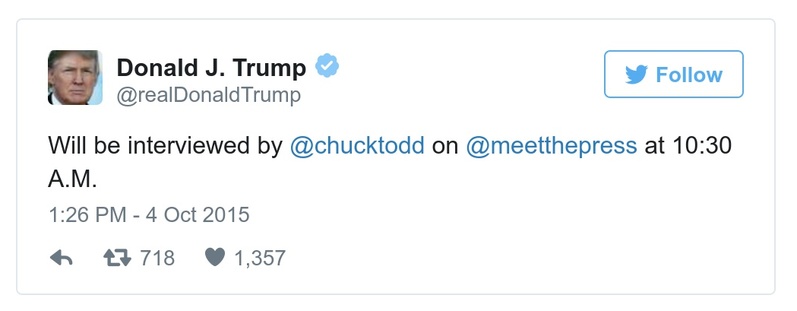 Donald J. Trump
@realDonaldTrump
Follow
Will be interviewed by @chucktodd on @meetthepress at 10:30
A.M.
1:26 PM - 4 Oct 2015
718 1,357